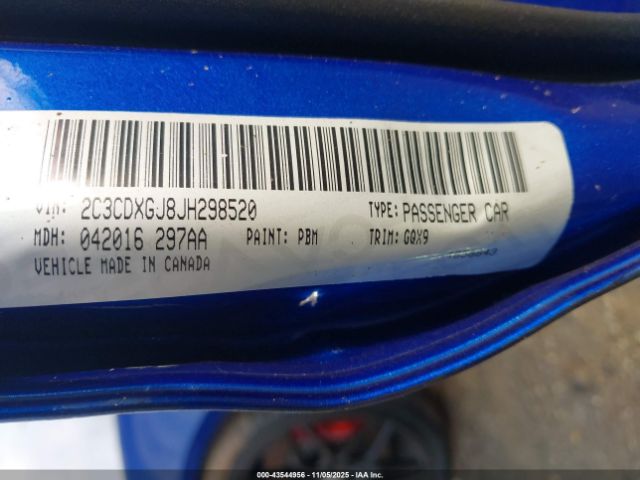 VIN: 2C3CDXGJ8JH298520 TYPE: PASSENGER CAR
MDH: 042016 297AA PAINT: PBM TRIM: GQX9
VEHICLE MADE IN CANADA
000-43544956 - 11/05/2025 - IAA Inc.